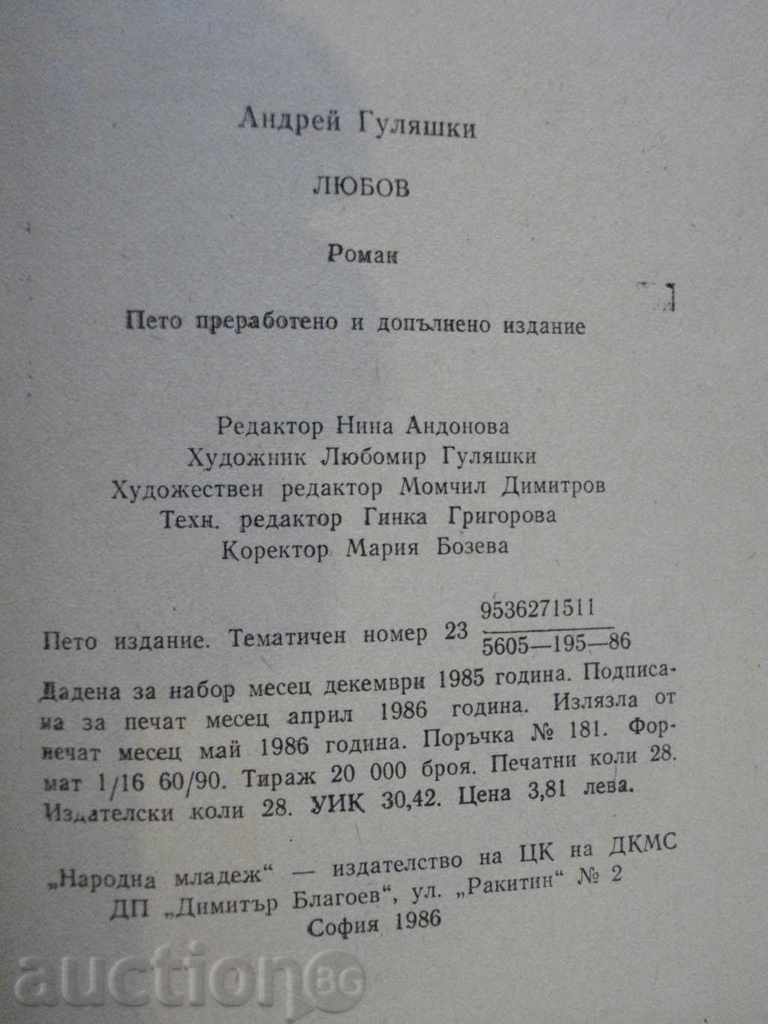 Андрей Гуляшки
ЛЮБОВ
Роман
Пето преработено и допълнено издание
Редактор Нина Андонова
Художник Любомир Гуляшки
Художествен редактор Момчил Димитров
Техн. редактор Гинка Григорова
Коректор Мария Бозева
9536271511
Пето издание. Тематичен номер 23 5605—195—86
Дадена за набор месец декември 1985 година. Подписа-
на за печат месец април 1986 година. Излязла от
печат месец май 1986 година. Поръчка № 181. Фор-
мат 1/16 60/90. Тираж 20 000 броя. Печатни коли 28.
Издателски коли 28. УИК 30,42. Цена 3,81 лева.
„Народна младеж“ — издателство на ЦК на ДКМС
ДП „Димитър Благоев“, ул. „Ракитин“ № 2
София 1986
auctionBG